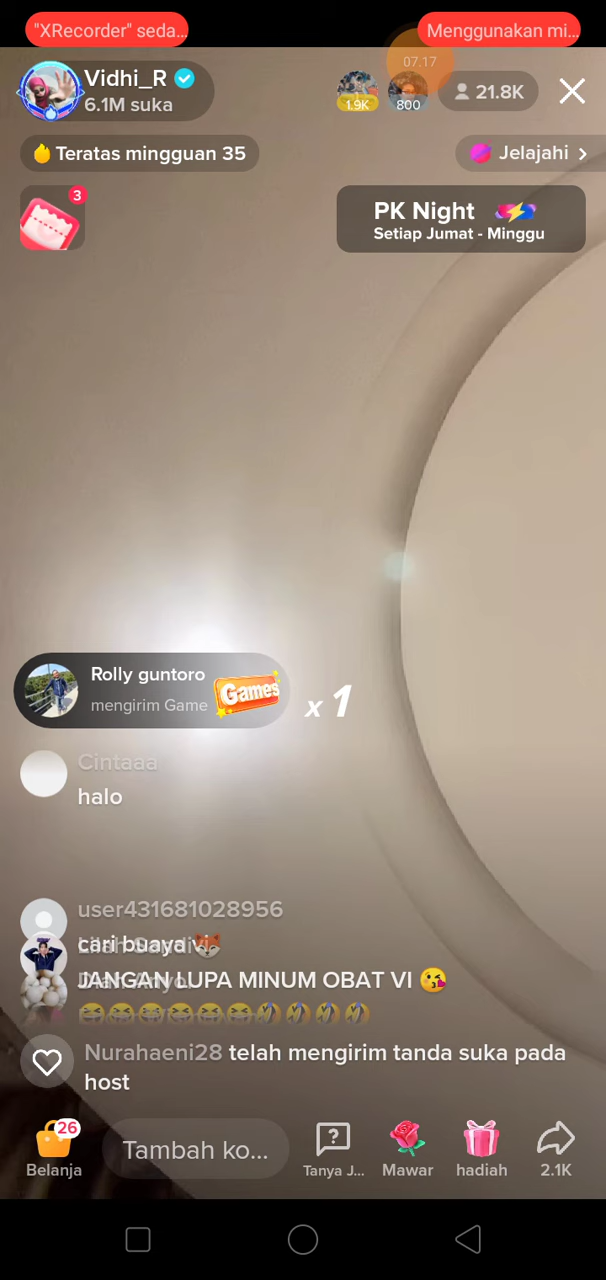 "XRecorder" seda...
Menggunakan mi...
07.17
Vidhi_R
6.1M suka
1.9K
800
21.8K
Teratas mingguan 35
Jelajahi
3
PK Night
Setiap Jumat - Minggu
Rolly guntoro
mengirim Game
Games
x 1
Cintaaa
halo
user431681028956
cari buaya vi
JANGAN LUPA MINUM OBAT VI 😘
😆😆😆😆😆😆🤣🤣🤣🤣
Nurahaeni28 telah mengirim tanda suka pada
host
26
Belanja
Tambah ko...
Tanya J...
Mawar
hadiah
2.1K